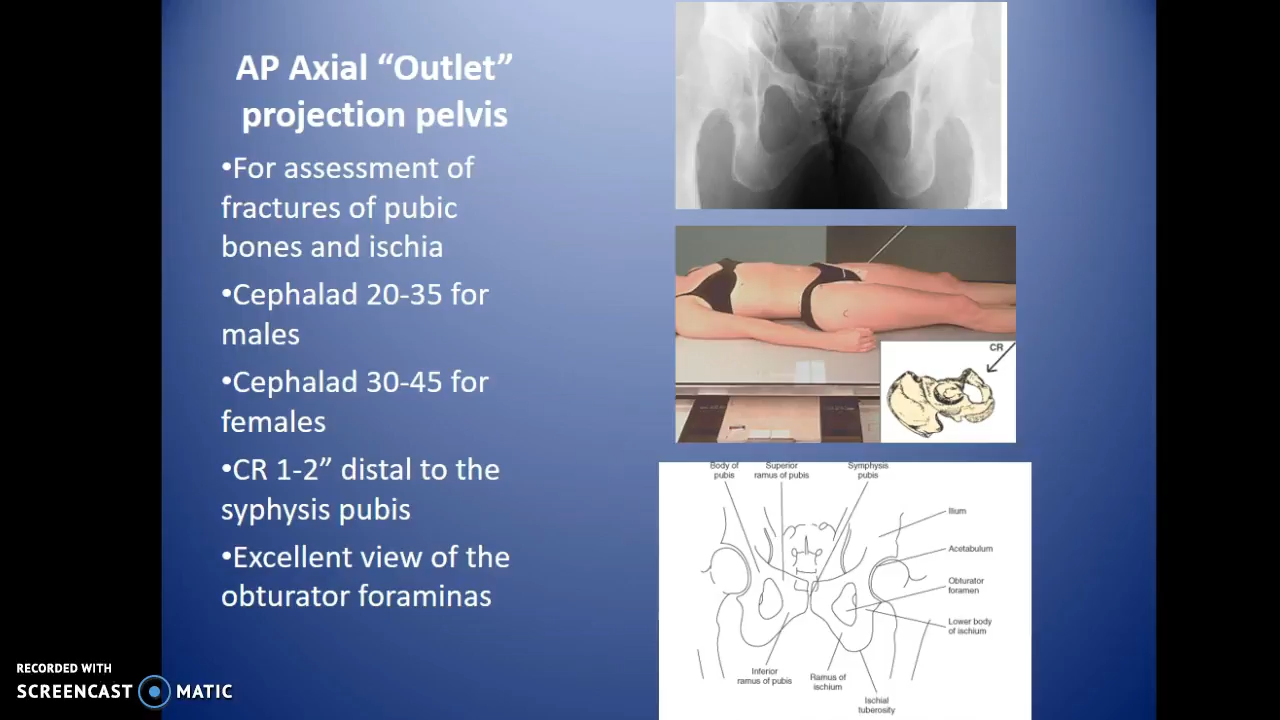 AP Axial “Outlet”
projection pelvis
•For assessment of
fractures of pubic
bones and ischia
•Cephalad 20-35 for
males
•Cephalad 30-45 for
females
•CR 1-2” distal to the
syphysis pubis
•Excellent view of the
obturator foraminas
CR
Body of
pubis
Superior
ramus of pubis
Symphysis
pubis
Ilium
Acetabulum
Obturator
foramen
Lower body
of ischium
Inferior
ramus of pubis
Ramus of
ischium
Ischial
tuberosity
RECORDED WITH
SCREENCAST MATIC